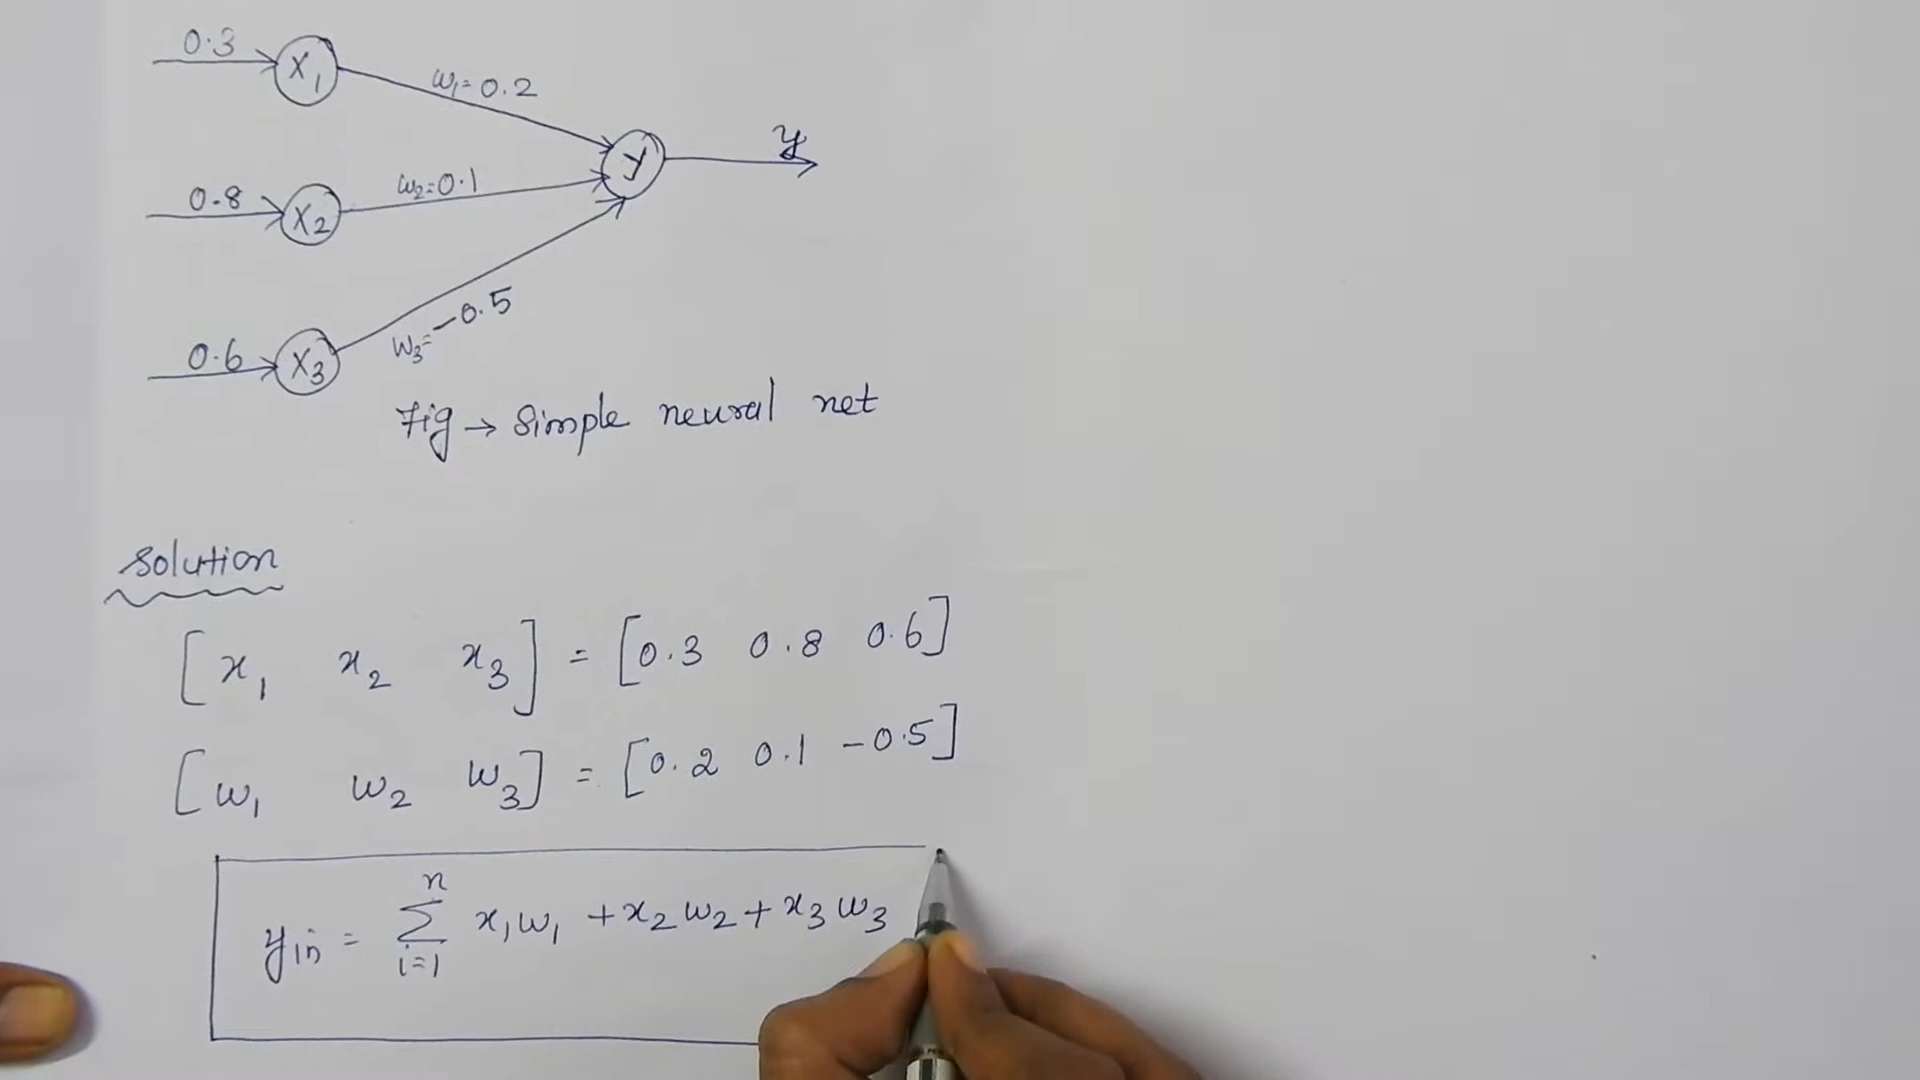 0.3
X1
w1=0.2
y
Y
0.8
X2
w2=0.1
w3=-0.5
0.6
X3
Fig → Simple neural net
Solution
[x1 x2 x3] = [0.3 0.8 0.6]
[w1 w2 w3] = [0.2 0.1 -0.5]
yin = n∑i=1 x1w1 + x2w2 + x3w3